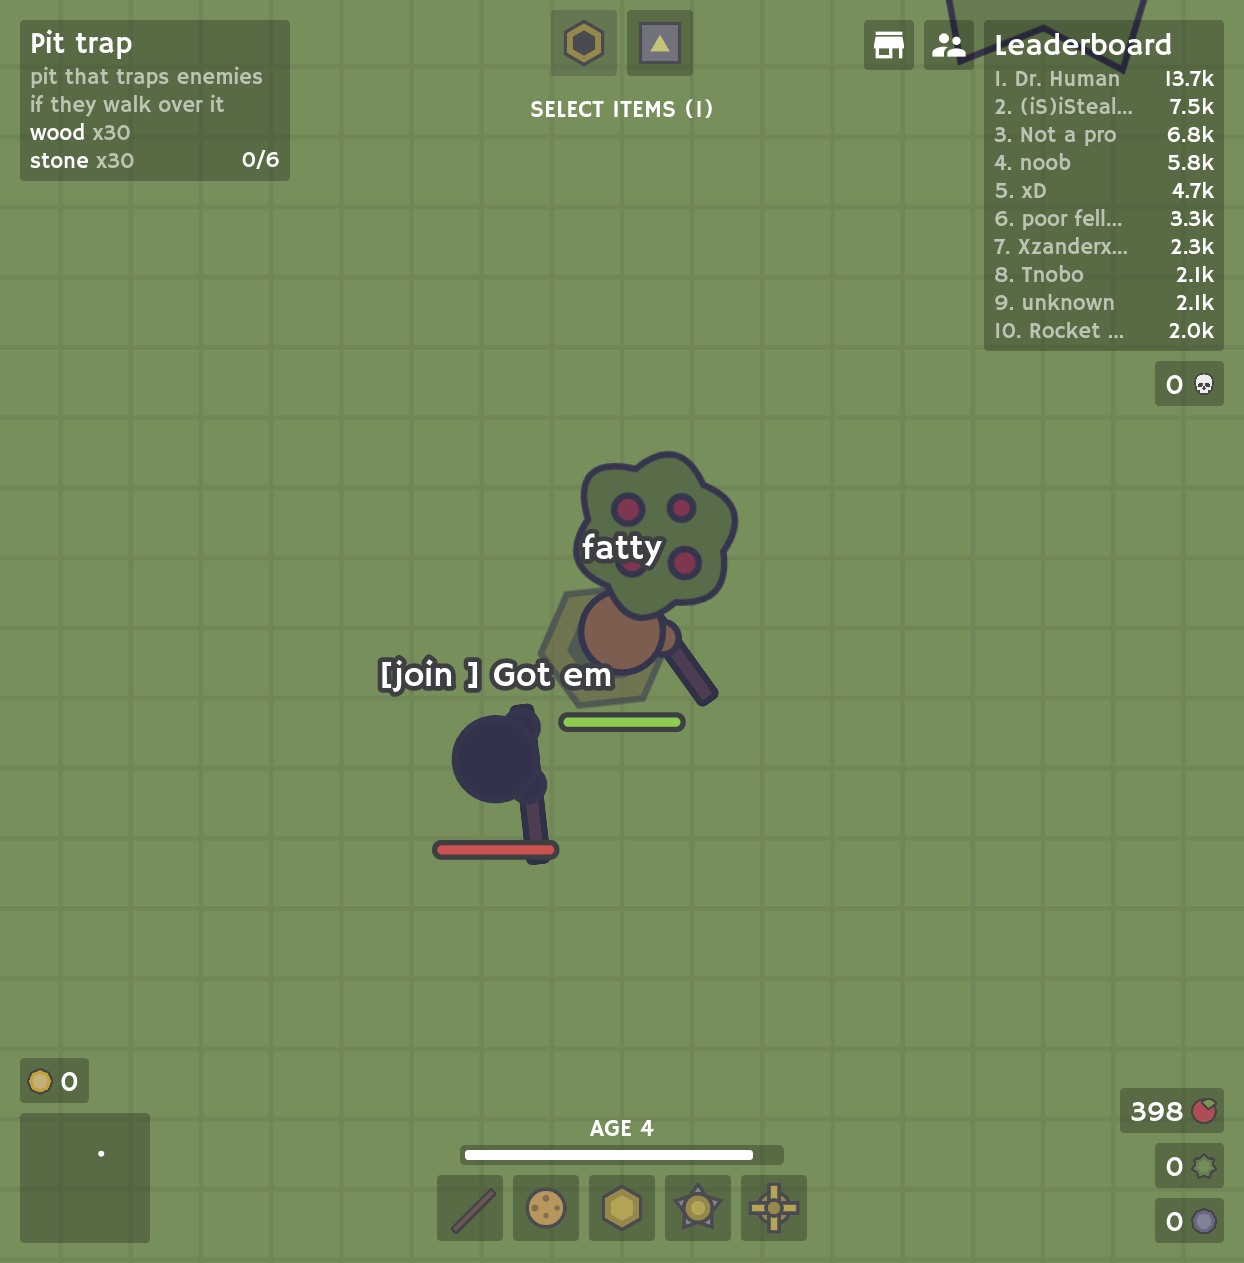 Pit trap
pit that traps enemies
if they walk over it
wood x30
stone x30 0/6
SELECT ITEMS (1)
Leaderboard
1. Dr. Human 13.7k
2. (iS)iSteal... 7.5k
3. Not a pro 6.8k
4. noob 5.8k
5. xD 4.7k
6. poor fell... 3.3k
7. Xzanderx... 2.3k
8. Tnobo 2.1k
9. unknown 2.1k
10. Rocket ... 2.0k
0
fatty
[join ] Got em
0
AGE 4
398
0
0